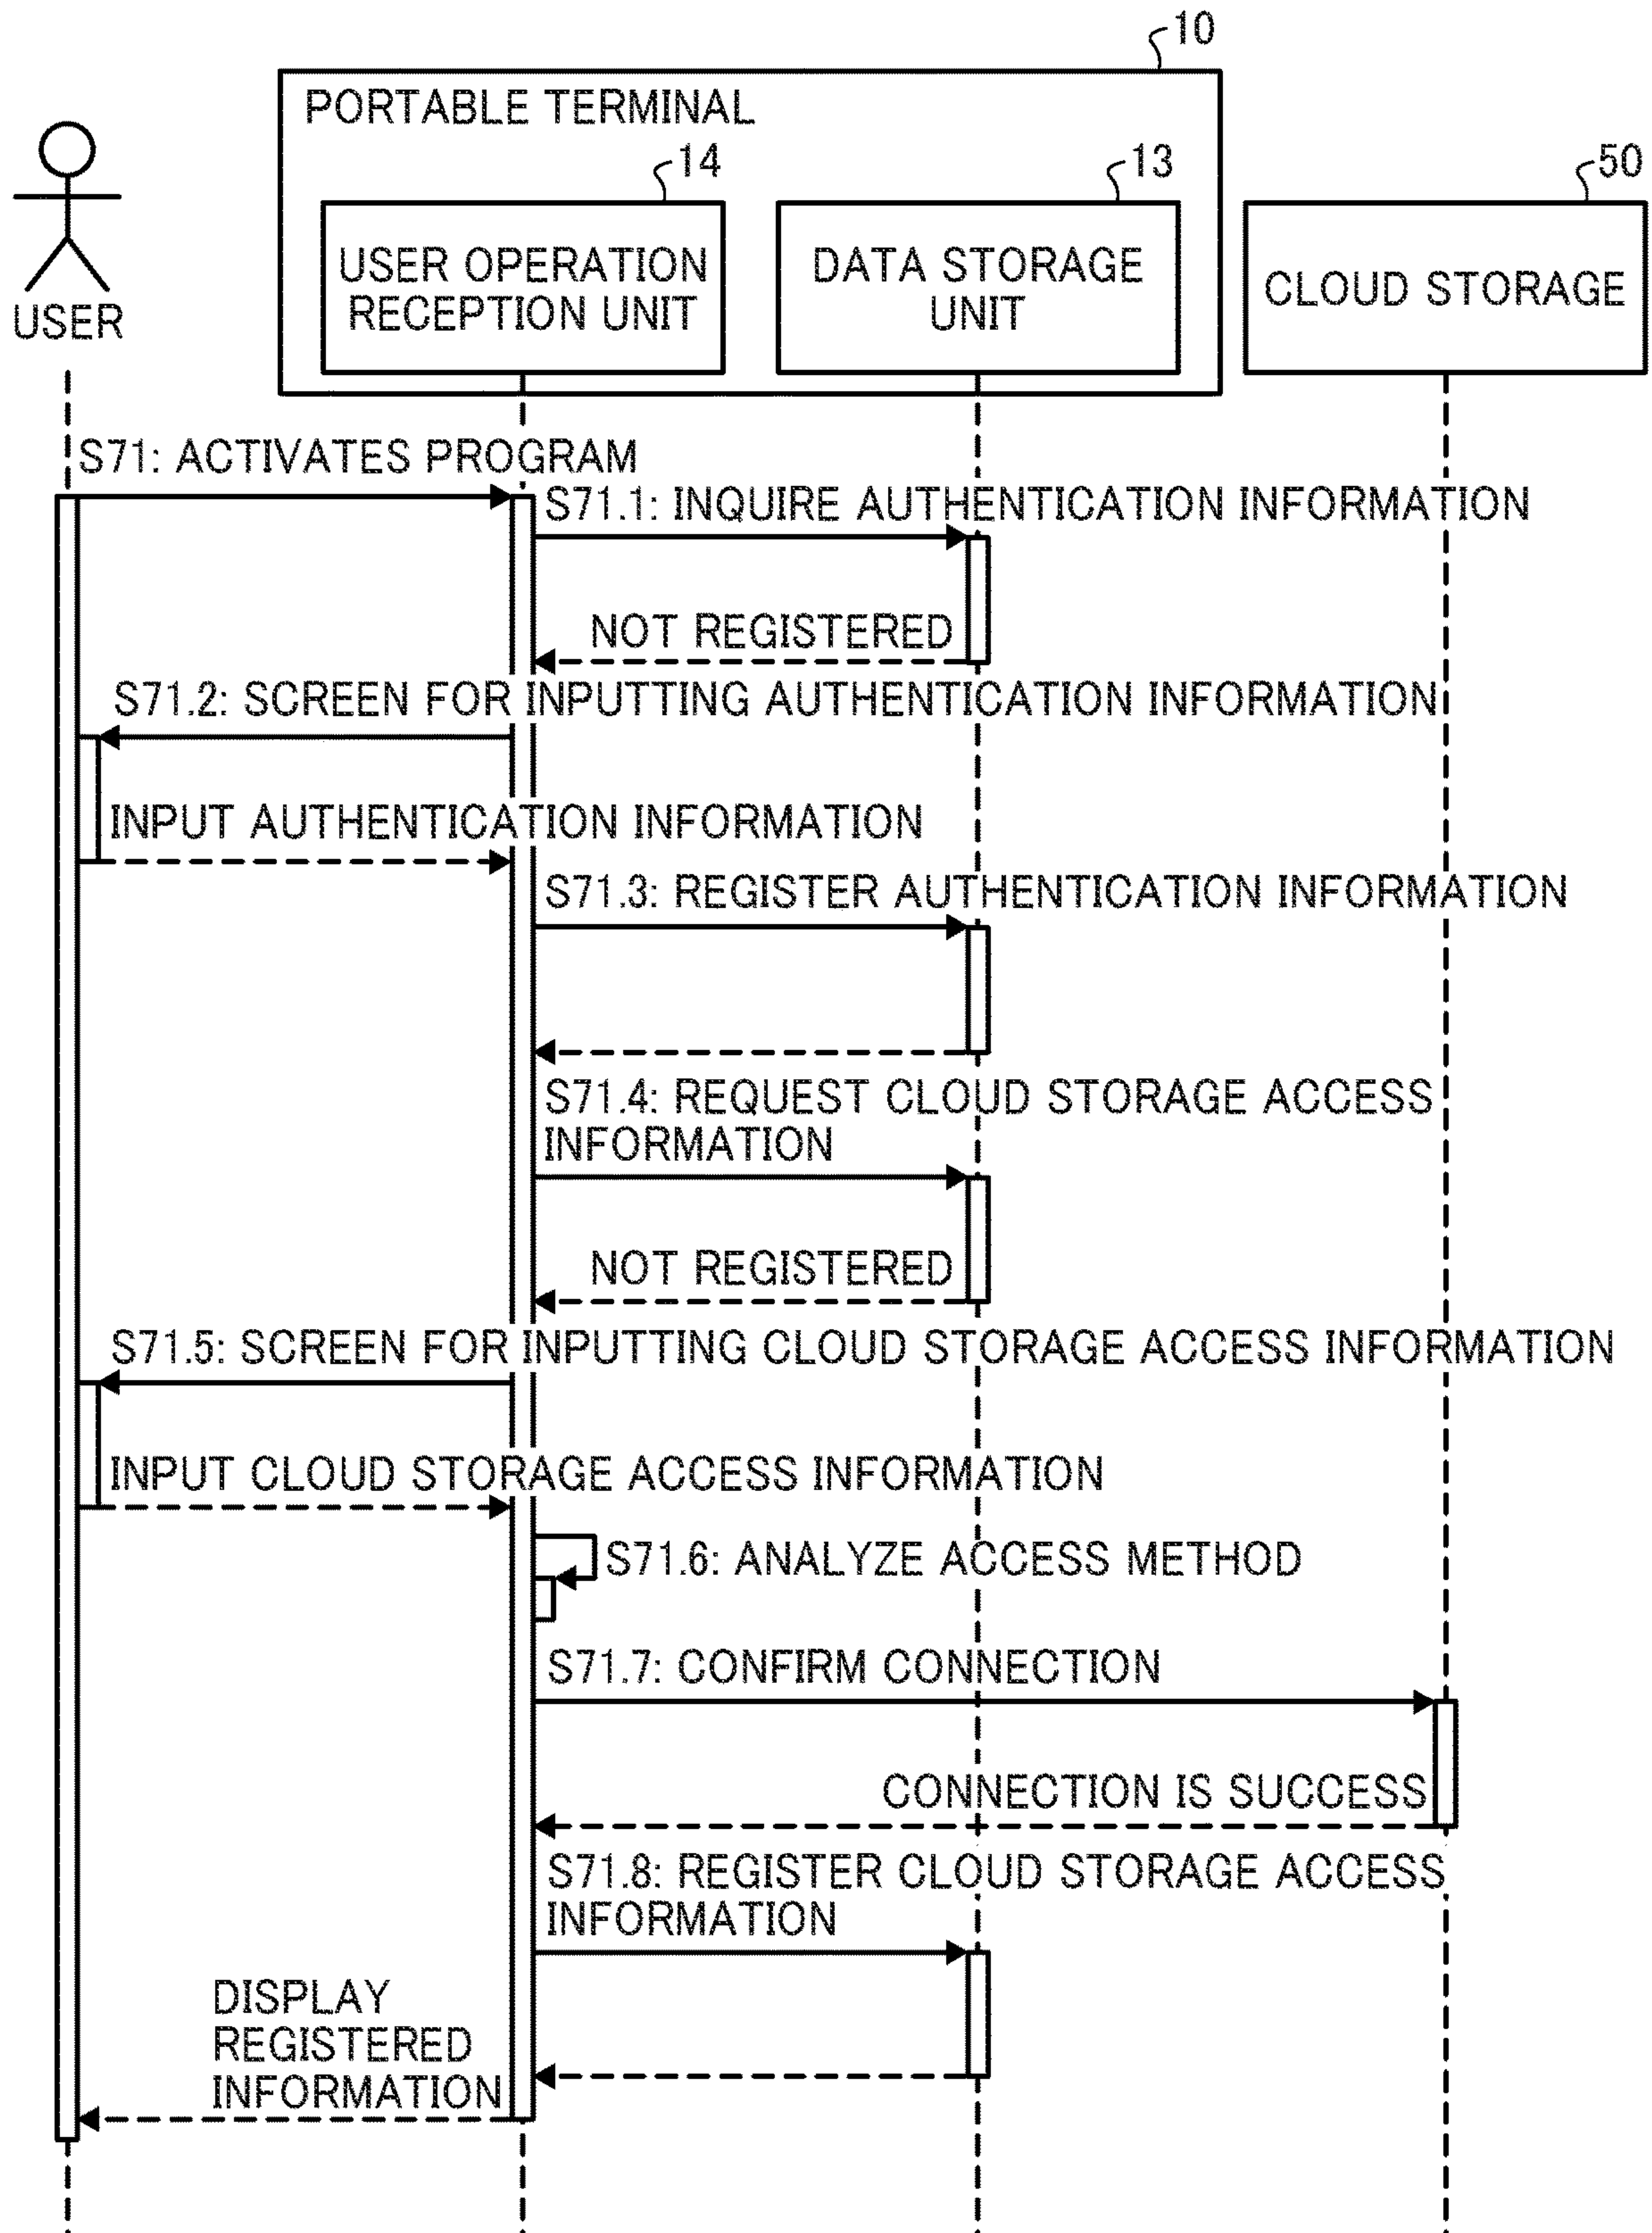 10
PORTABLE TERMINAL
14
13
50
USER OPERATION
RECEPTION UNIT
DATA STORAGE
UNIT
CLOUD STORAGE
USER
S71: ACTIVATES PROGRAM
S71.1: INQUIRE AUTHENTICATION INFORMATION
NOT REGISTERED
S71.2: SCREEN FOR INPUTTING AUTHENTICATION INFORMATION
INPUT AUTHENTICATION INFORMATION
S71.3: REGISTER AUTHENTICATION INFORMATION
S71.4: REQUEST CLOUD STORAGE ACCESS
INFORMATION
NOT REGISTERED
S71.5: SCREEN FOR INPUTTING CLOUD STORAGE ACCESS INFORMATION
INPUT CLOUD STORAGE ACCESS INFORMATION
S71.6: ANALYZE ACCESS METHOD
S71.7: CONFIRM CONNECTION
CONNECTION IS SUCCESS
S71.8: REGISTER CLOUD STORAGE ACCESS
INFORMATION
DISPLAY
REGISTERED
INFORMATION